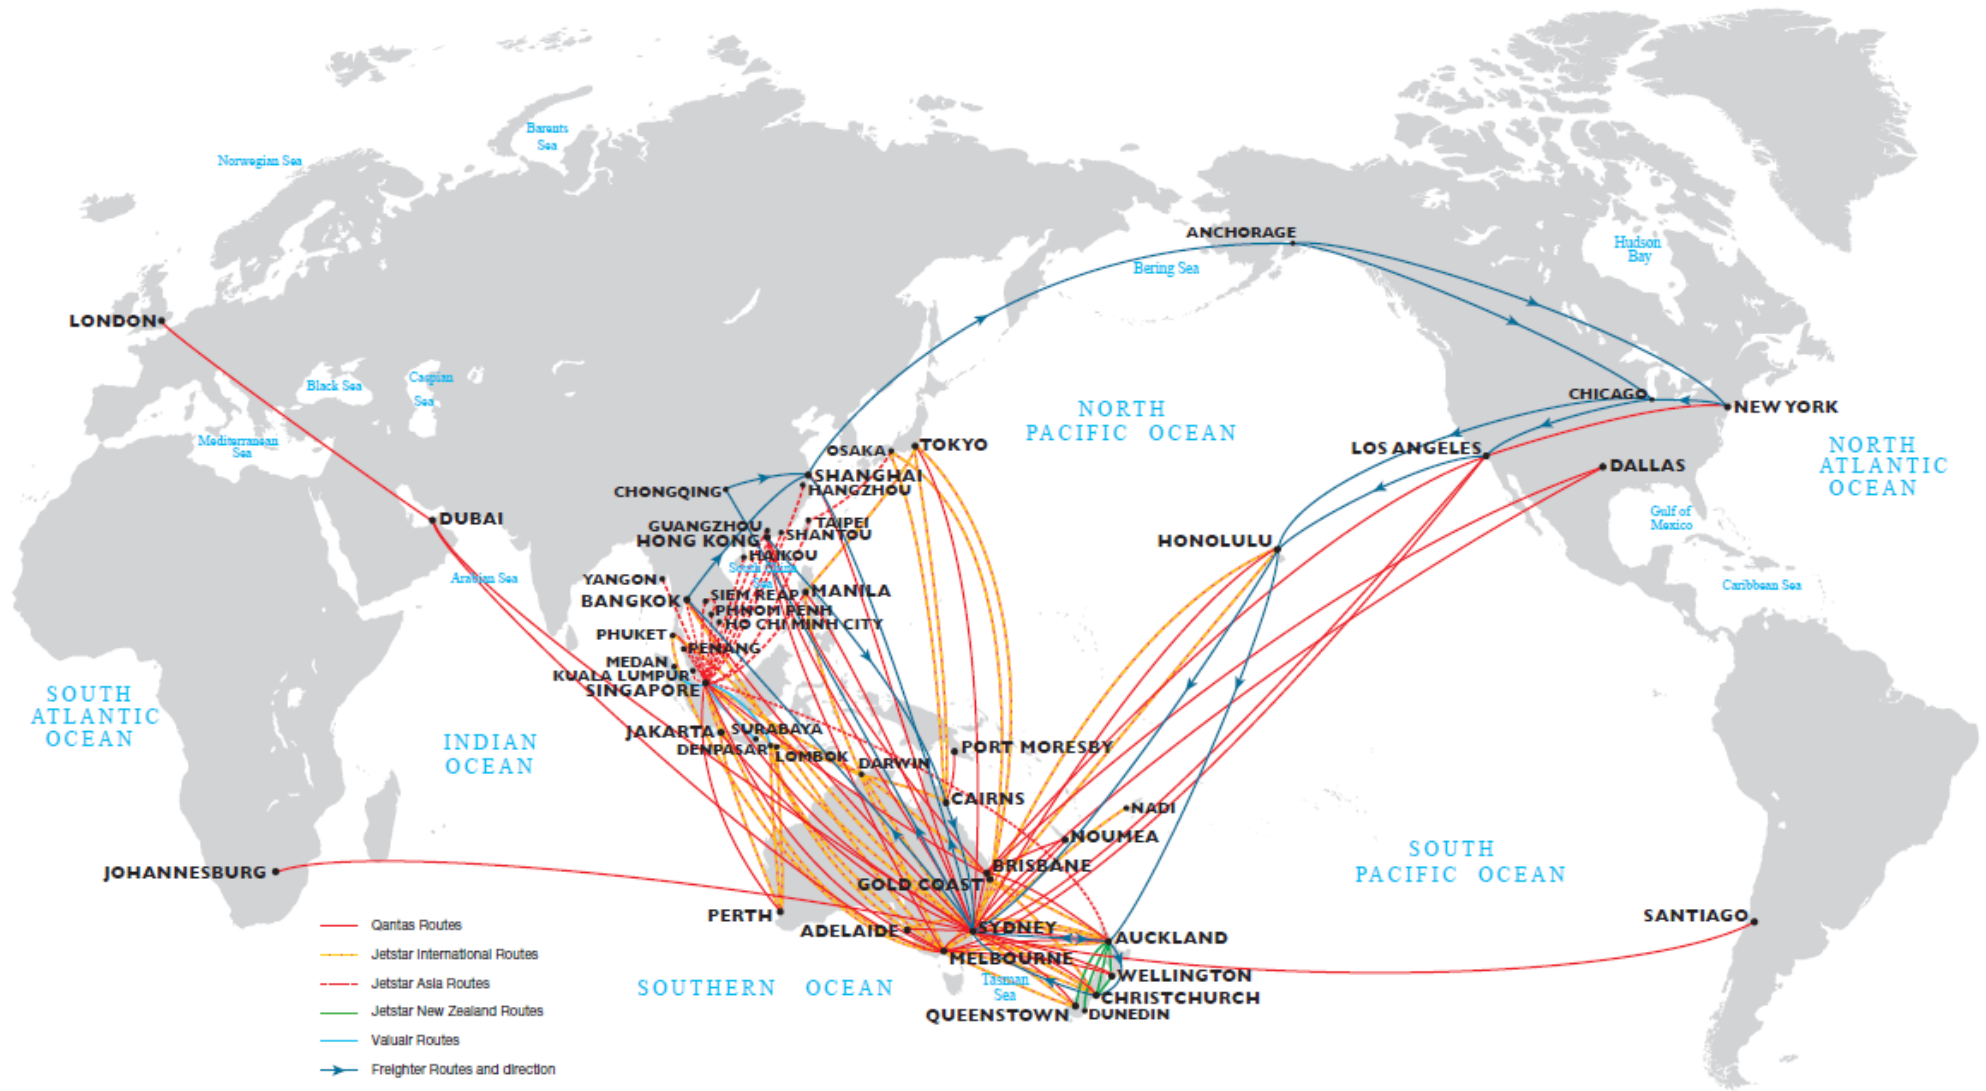 Barents
Sea
Norwegian Sea
ANCHORAGE
Bering Sea
Hudson
Bay
LONDON
Black Sea
Caspian
Sea
CHICAGO
NEW YORK
NORTH
PACIFIC OCEAN
Mediterranean
Sea
OSAKA
TOKYO
LOS ANGELES
DALLAS
NORTH
ATLANTIC
OCEAN
SHANGHAI
CHONGQING
HANGZHOU
DUBAI
GUANGZHOU
TAIPEI
SHANTOU
HONG KONG
HAIKOU
South China
Sea
Gulf of
Mexico
HONOLULU
Arabian Sea
YANGON
BANGKOK
SIEM REAP
MANILA
PHNOM PENH
HO CHI MINH CITY
Caribbean Sea
PHUKET
PENANG
MEDAN
KUALA LUMPUR
SINGAPORE
SOUTH
ATLANTIC
OCEAN
JAKARTA
SURABAYA
DENPASAR
LOMBOK
DARWIN
PORT MORESBY
INDIAN
OCEAN
CAIRNS
NADI
NOUMEA
SOUTH
PACIFIC OCEAN
JOHANNESBURG
BRISBANE
GOLD COAST
PERTH
ADELAIDE
SYDNEY
AUCKLAND
SANTIAGO
MELBOURNE
WELLINGTON
Tasman
Sea
SOUTHERN OCEAN
CHRISTCHURCH
QUEENSTOWN
DUNEDIN
Qantas Routes
Jetstar International Routes
Jetstar Asia Routes
Jetstar New Zealand Routes
Valuair Routes
Freighter Routes and direction